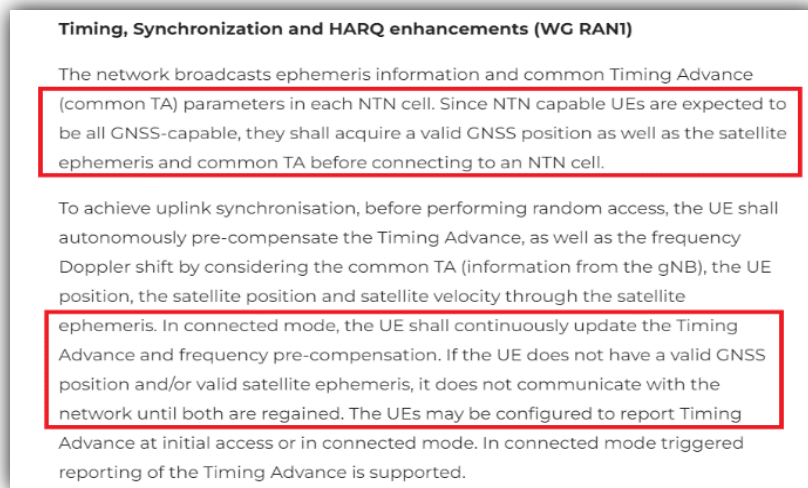 Timing, Synchronization and HARQ enhancements (WG RAN1)
The network broadcasts ephemeris information and common Timing Advance
(common TA) parameters in each NTN cell. Since NTN capable UEs are expected to
be all GNSS-capable, they shall acquire a valid GNSS position as well as the satellite
ephemeris and common TA before connecting to an NTN cell.
To achieve uplink synchronisation, before performing random access, the UE shall
autonomously pre-compensate the Timing Advance, as well as the frequency
Doppler shift by considering the common TA (information from the gNB), the UE
position, the satellite position and satellite velocity through the satellite
ephemeris. In connected mode, the UE shall continuously update the Timing
Advance and frequency pre-compensation. If the UE does not have a valid GNSS
position and/or valid satellite ephemeris, it does not communicate with the
network until both are regained. The UEs may be configured to report Timing
Advance at initial access or in connected mode. In connected mode triggered
reporting of the Timing Advance is supported.